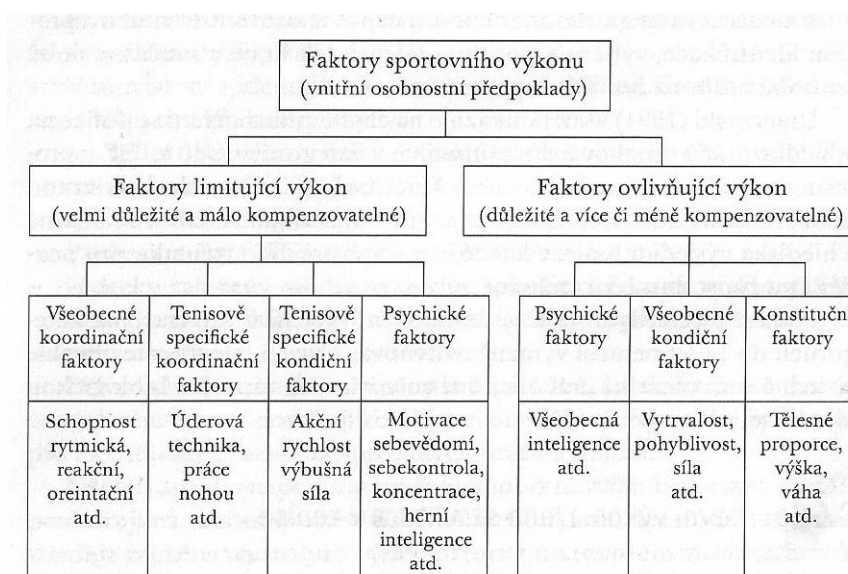 Faktory sportovního výkonu
(vnitřní osobnostní předpoklady)
Faktorý limitující výkon
(velmi důležité a málo kompenzovatelné)
Faktory ovlivňující výkon
(důležité a více či méně kompenzovatelné)
Všeobecné
koordinační
faktory
Schopnost
rytmická,
reakční,
oreintační
atd.
Tenisově
specifické
koordinační
faktory
Úderová
technika,
práce
nohou
atd.
Tenisově
specifické
kondiční
faktory
Akční
rychlost
výbušná
síla
Psychické
faktory
Motivace
sebevědomí,
sebekontrola,
koncentrace,
herní
inteligence
atd.
Psychické
faktory
Všeobecná
inteligence
atd.
Všeobecné
kondiční
faktory
Vytrvalost,
pohyblivost,
síla
atd.
Konstituční
faktory
Tělesné
proporce,
výška,
váha
atd.